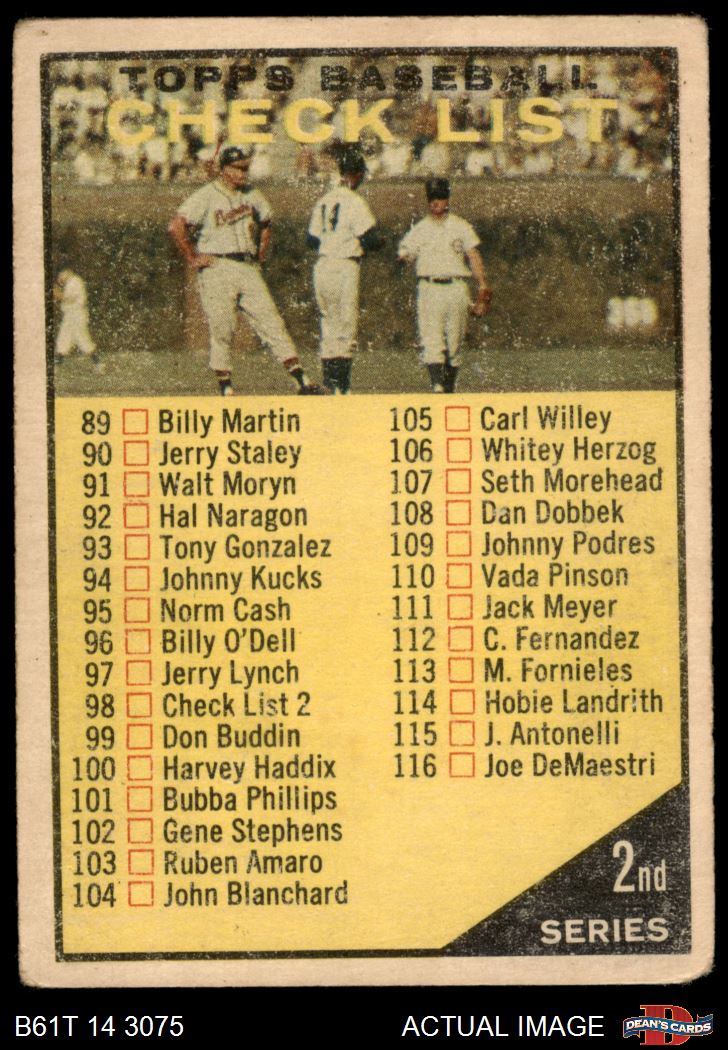 TOPPS BASEBALL
CHECK LIST
Braves
14
89 Billy Martin
90 Jerry Staley
91 Walt Moryn
92 Hal Naragon
93 Tony Gonzalez
94 Johnny Kucks
95 Norm Cash
96 Billy O'Dell
97 Jerry Lynch
98 Check List 2
99 Don Buddin
100 Harvey Haddix
101 Bubba Phillips
102 Gene Stephens
103 Ruben Amaro
104 John Blanchard
105 Carl Willey
106 Whitey Herzog
107 Seth Morehead
108 Dan Dobbek
109 Johnny Podres
110 Vada Pinson
111 Jack Meyer
112 C. Fernandez
113 M. Fornieles
114 Hobie Landrith
115 J. Antonelli
116 Joe DeMaestri
2nd
SERIES
B61T 14 3075
ACTUAL IMAGE
D
DEAN'S CARDS